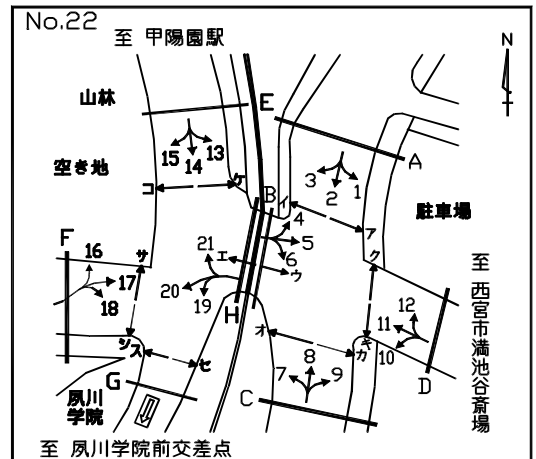 No.22
至 甲陽園駅
N
山林
E
15 14 13
3 2 1
A
空き地
コ
ケ
B
イ
4
駐車場
ア
F
16
サ
21
エ
5
ク
6
ウ
17
18
20
19
12
11
10
至 西宮市満池谷斎場
H
オ
キ
カ
シ
ス
セ
8
7 9
D
夙川
学院
G
C
至 夙川学院前交差点